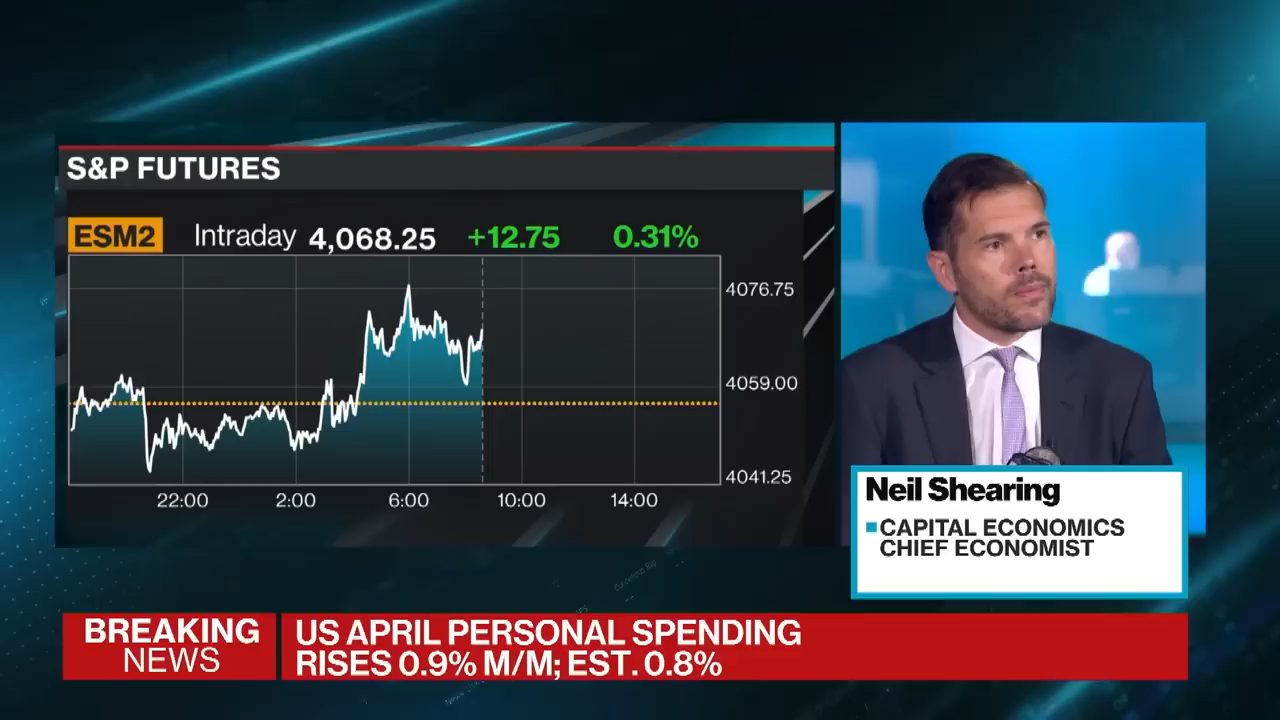 S&P FUTURES
ESM2 Intraday 4,068.25 +12.75 0.31%
4076.75
4059.00
4041.25
22:00 2:00 6:00 10:00 14:00
Neil Shearing
CAPITAL ECONOMICS
CHIEF ECONOMIST
BREAKING
NEWS
US APRIL PERSONAL SPENDING
RISES 0.9% M/M; EST. 0.8%